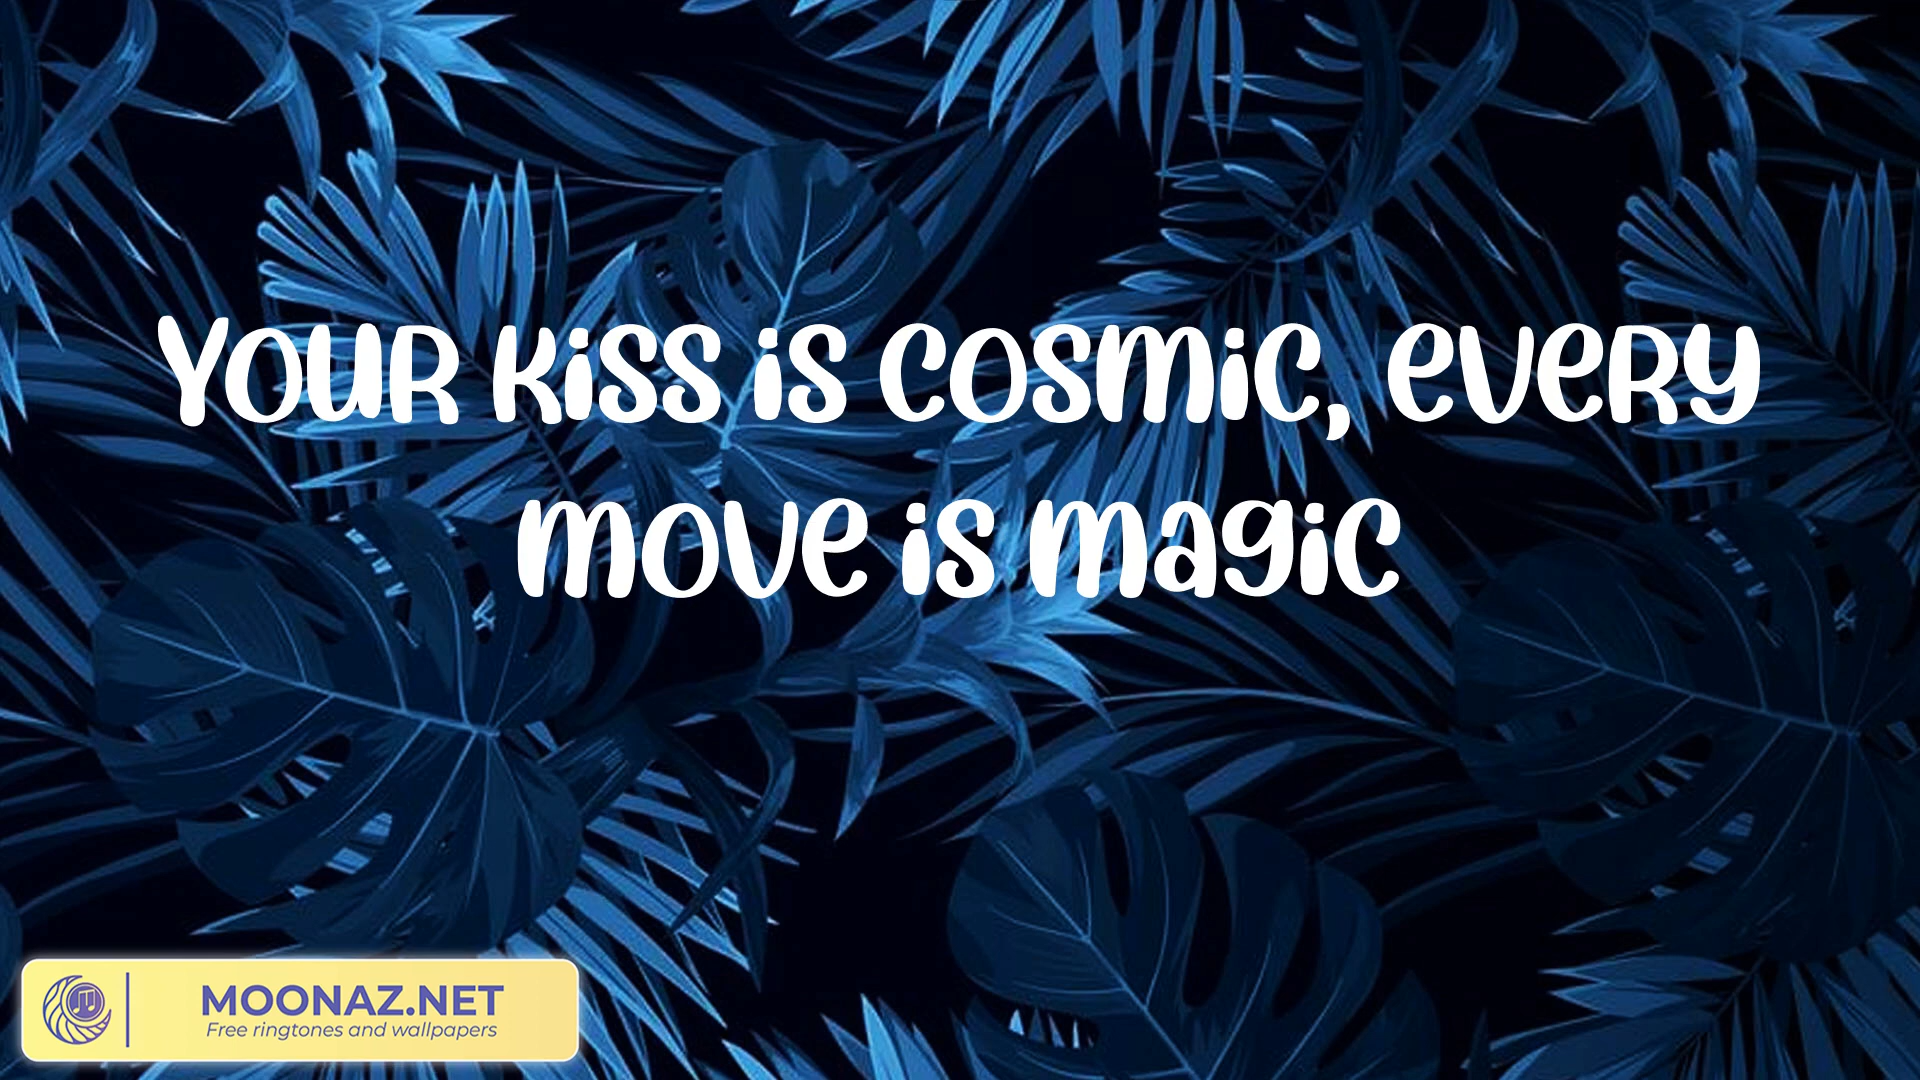 Your kiss is cosmic, every
move is magic
MOONAZ.NET
Free ringtones and wallpapers